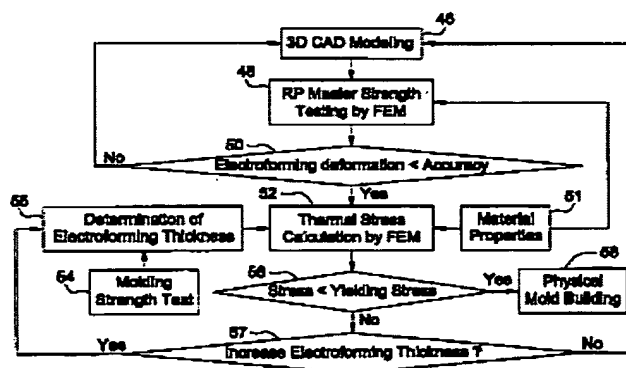 46
3D CAD Modeling
48
RP Master Strength
Testing by FEM
50
No
Electroforming deformation < Accuracy
Yes
55
52
51
Determination of
Electroforming Thickness
Thermal Stress
Calculation by FEM
Material
Properties
54
Molding
Strength Test
56
Stress < Yielding Stress
Yes
58
Physical
Mold Building
No
57
Yes
Increase Electroforming Thickness ?
No